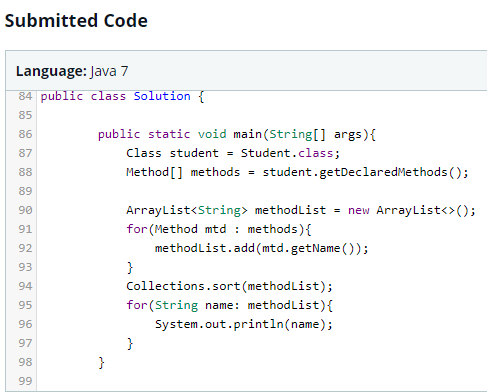 Submitted Code
Language: Java 7
84 public class Solution {
85
86 public static void main(String[] args){
87 Class student = Student.class;
88 Method[] methods = student.getDeclaredMethods();
89
90 ArrayList<String> methodList = new ArrayList<>();
91 for(Method mtd : methods){
92 methodList.add(mtd.getName());
93 }
94 Collections.sort(methodList);
95 for(String name: methodList){
96 System.out.println(name);
97 }
98 }
99